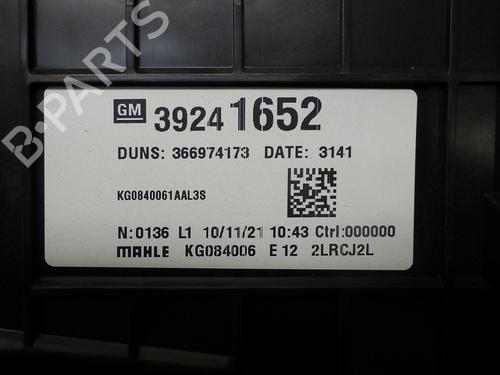 GM 39241652
DUNS: 366974173 DATE: 3141
KG0840061AAL3S
N:0136 L1 10/11/21 10:43 Ctrl:000000
MAHLE KG084006 E 12 2LRCJ2L
B-PARTS